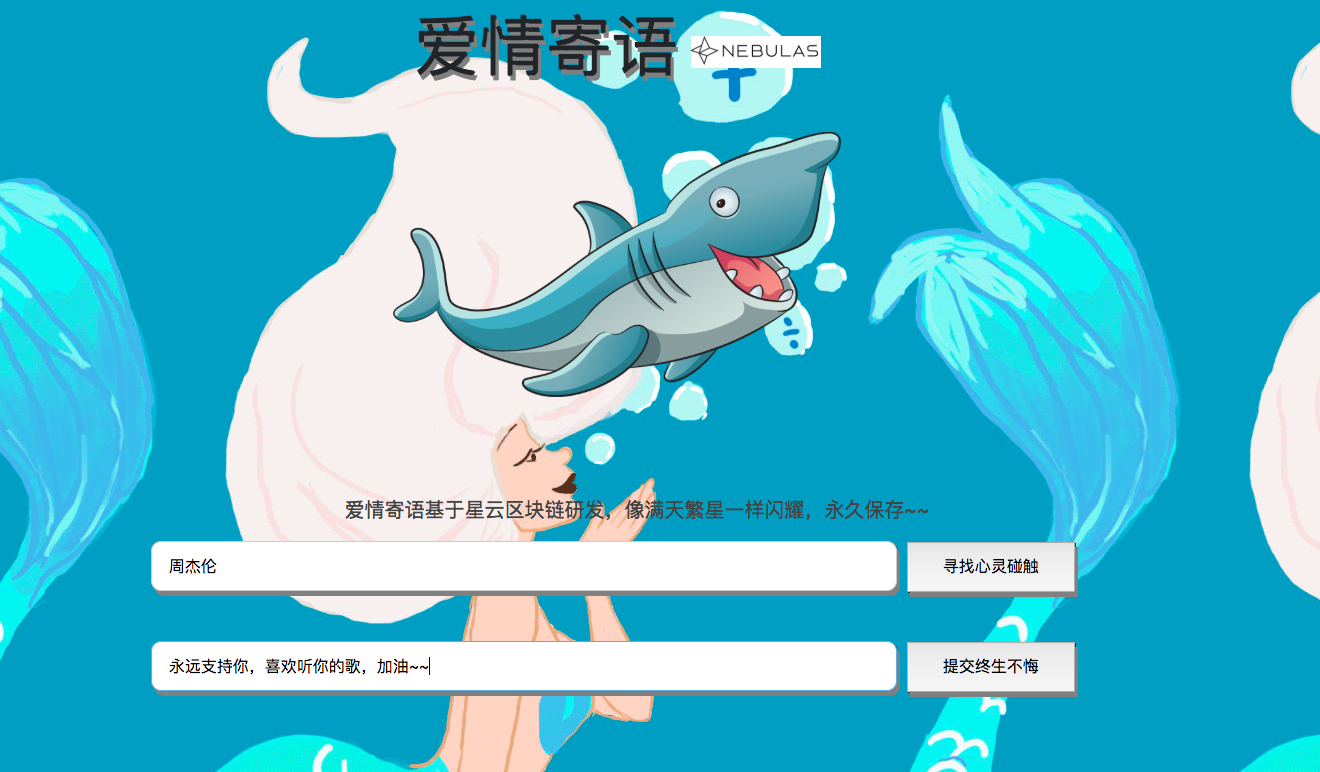 爱情寄语 NEBULAS
爱情寄语基于星云区块链研发，像满天繁星一样闪耀，永久保存~~
周杰伦 寻找心灵碰触
永远支持你，喜欢听你的歌，加油~~ 提交终生不悔